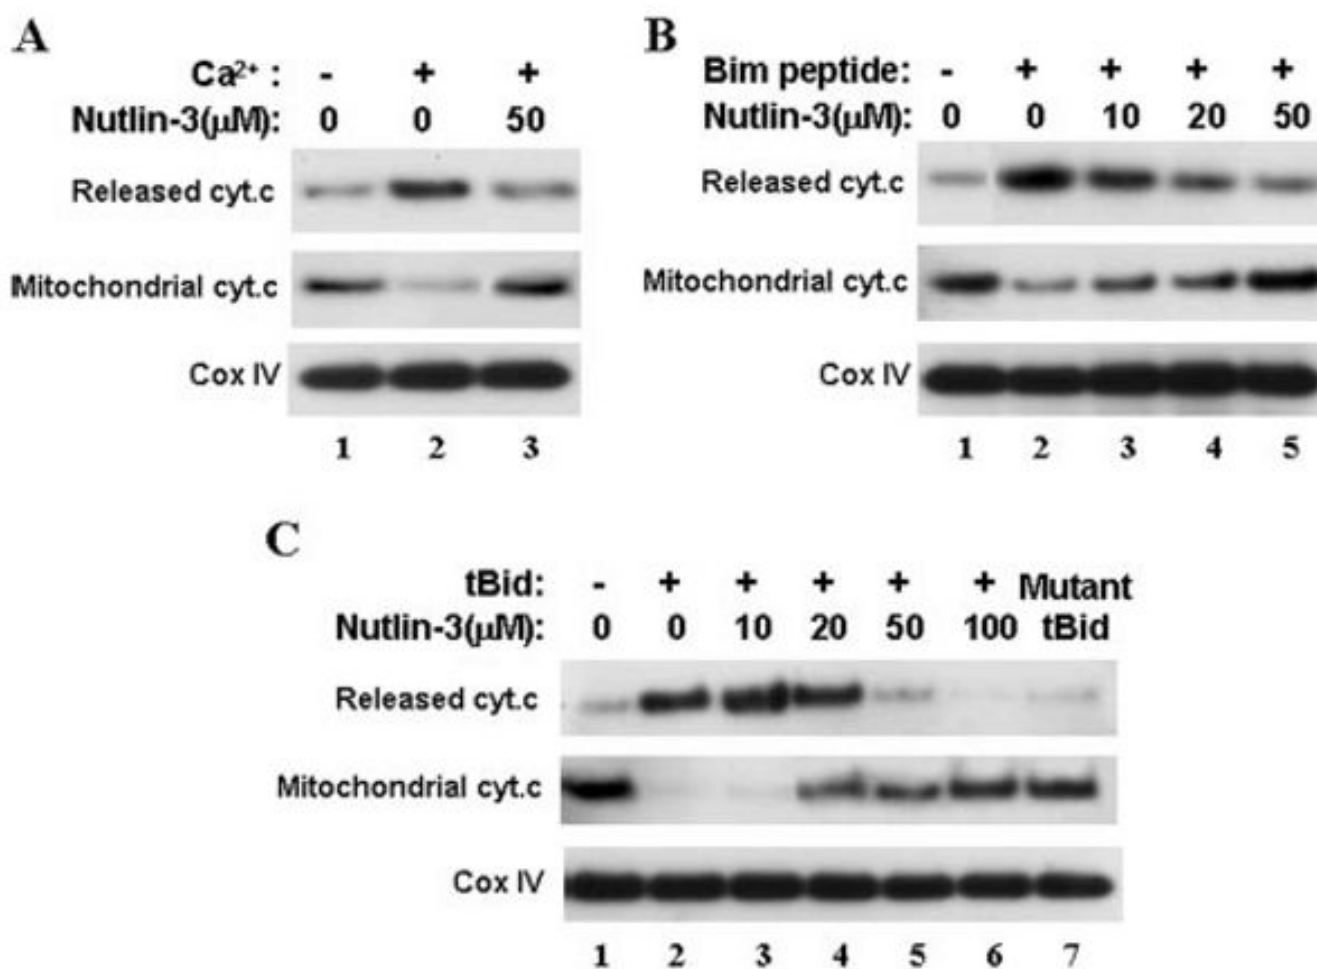 A
Ca²⁺ : - + +
Nutlin-3(µM): 0 0 50
Released cyt.c
Mitochondrial cyt.c
Cox IV
1 2 3
B
Bim peptide: - + + + +
Nutlin-3(µM): 0 0 10 20 50
Released cyt.c
Mitochondrial cyt.c
Cox IV
1 2 3 4 5
C
tBid: - + + + + + Mutant
Nutlin-3(µM): 0 0 10 20 50 100 tBid
Released cyt.c
Mitochondrial cyt.c
Cox IV
1 2 3 4 5 6 7